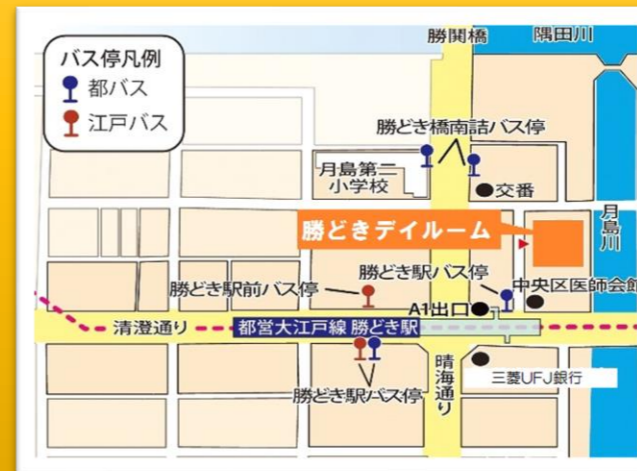 勝鬨橋
隅田川
バス停凡例
都バス
江戸バス
勝どき橋南詰バス停
月島第二
小学校
交番
月島川
勝どきデイルーム
勝どき駅前バス停
勝どき駅バス停
中央区医師会館
A1出口
清澄通り
都営大江戸線 勝どき駅
晴海通り
三菱UFJ銀行
勝どき駅バス停